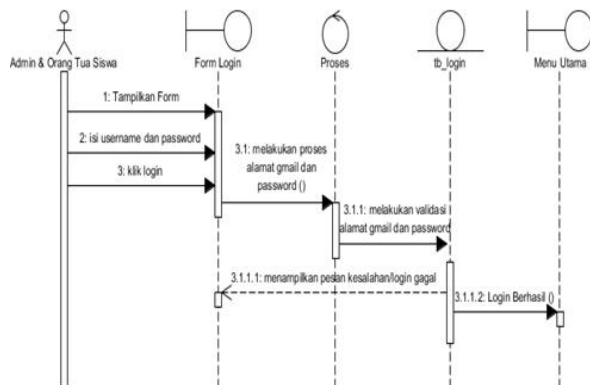 Admin & Orang Tua Siswa
Form Login
Proses
tb_login
Menu Utama
1: Tampilkan Form
2: isi username dan password
3: klik login
3.1: melakukan proses
alamat gmail dan
password ()
3.1.1: melakukan validasi
alamat gmail dan password
3.1.1.1: menampilkan pesan kesalahan/login gagal
3.1.1.2: Login Berhasil ()